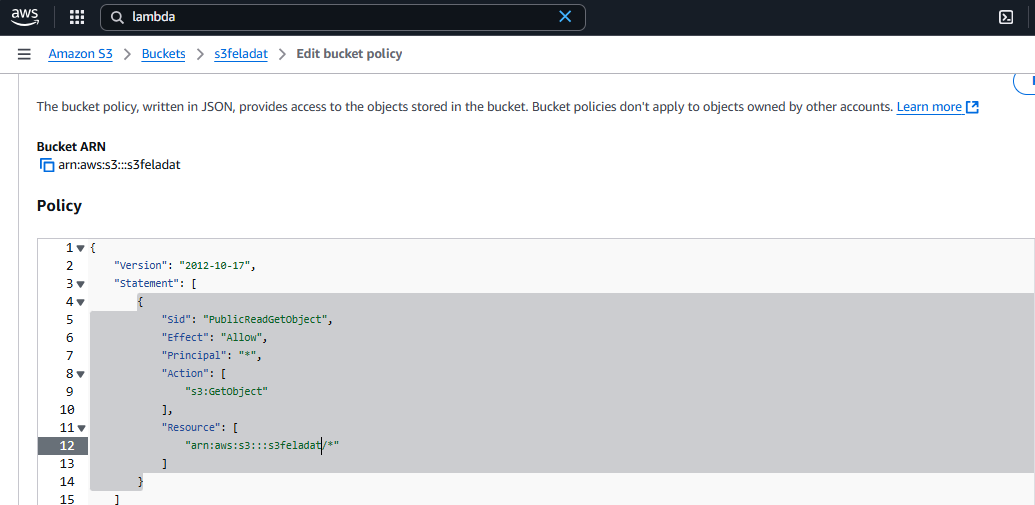 aws
lambda
Amazon S3 > Buckets > s3feladat > Edit bucket policy
The bucket policy, written in JSON, provides access to the objects stored in the bucket. Bucket policies don't apply to objects owned by other accounts. Learn more
Bucket ARN
arn:aws:s3:::s3feladat
Policy
1 {
2 "Version": "2012-10-17",
3 "Statement": [
4 {
5 "Sid": "PublicReadGetObject",
6 "Effect": "Allow",
7 "Principal": "*",
8 "Action": [
9 "s3:GetObject"
10 ],
11 "Resource": [
12 "arn:aws:s3:::s3feladat/*"
13 ]
14 }
15 ]